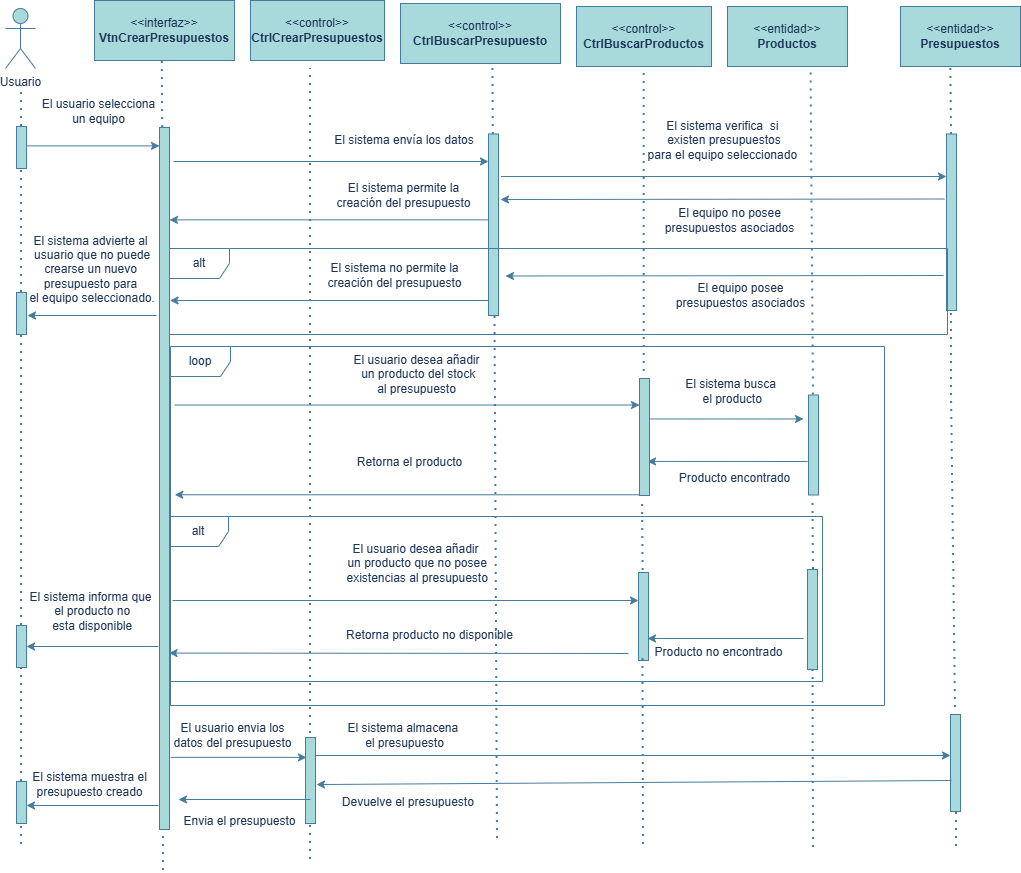 <<interfaz>>
VtnCrearPresupuestos
<<control>>
CtrlCrearPresupuestos
<<control>>
CtrlBuscarPresupuesto
<<control>>
CtrlBuscarProductos
<<entidad>>
Productos
<<entidad>>
Presupuestos
Usuario
El usuario selecciona
un equipo
El sistema envía los datos
El sistema verifica si
existen presupuestos
para el equipo seleccionado
El sistema permite la
creación del presupuesto
El equipo no posee
presupuestos asociados
El sistema advierte al
usuario que no puede
crearse un nuevo
presupuesto para
el equipo seleccionado.
alt
El sistema no permite la
creación del presupuesto
El equipo posee
presupuestos asociados
loop
El usuario desea añadir
un producto del stock
al presupuesto
El sistema busca
el producto
Retorna el producto
Producto encontrado
alt
El usuario desea añadir
un producto que no posee
existencias al presupuesto
El sistema informa que
el producto no
esta disponible
Retorna producto no disponible
Producto no encontrado
El usuario envia los
datos del presupuesto
El sistema almacena
el presupuesto
El sistema muestra el
presupuesto creado
Devuelve el presupuesto
Envia el presupuesto